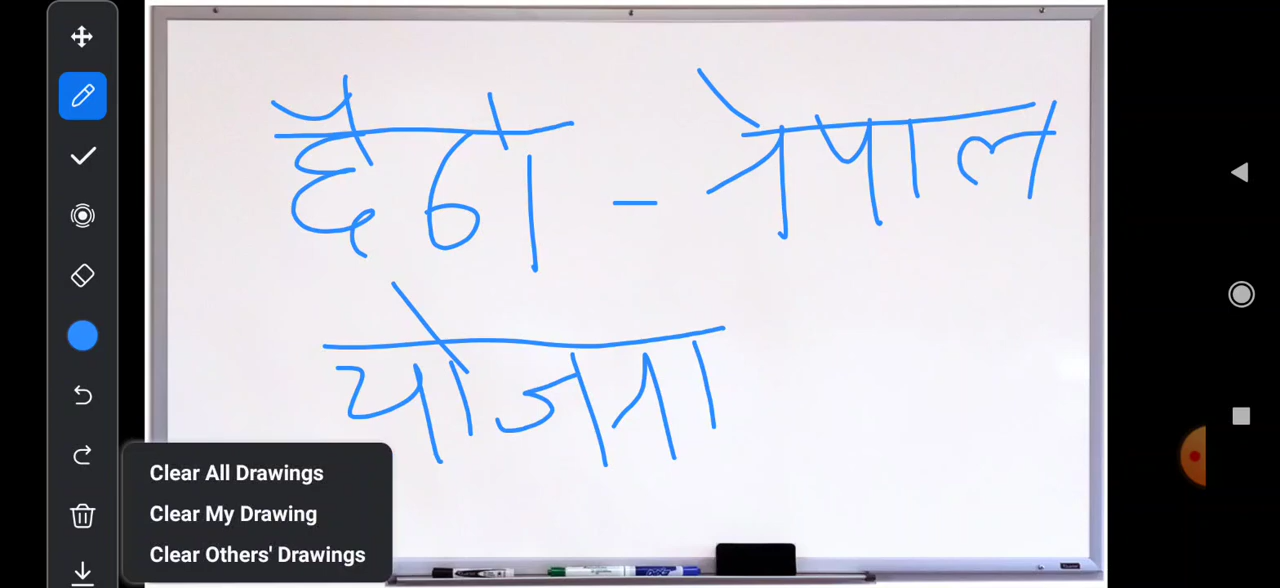 - नेपाल
योजना
Clear All Drawings
Clear My Drawing
Clear Others' Drawings